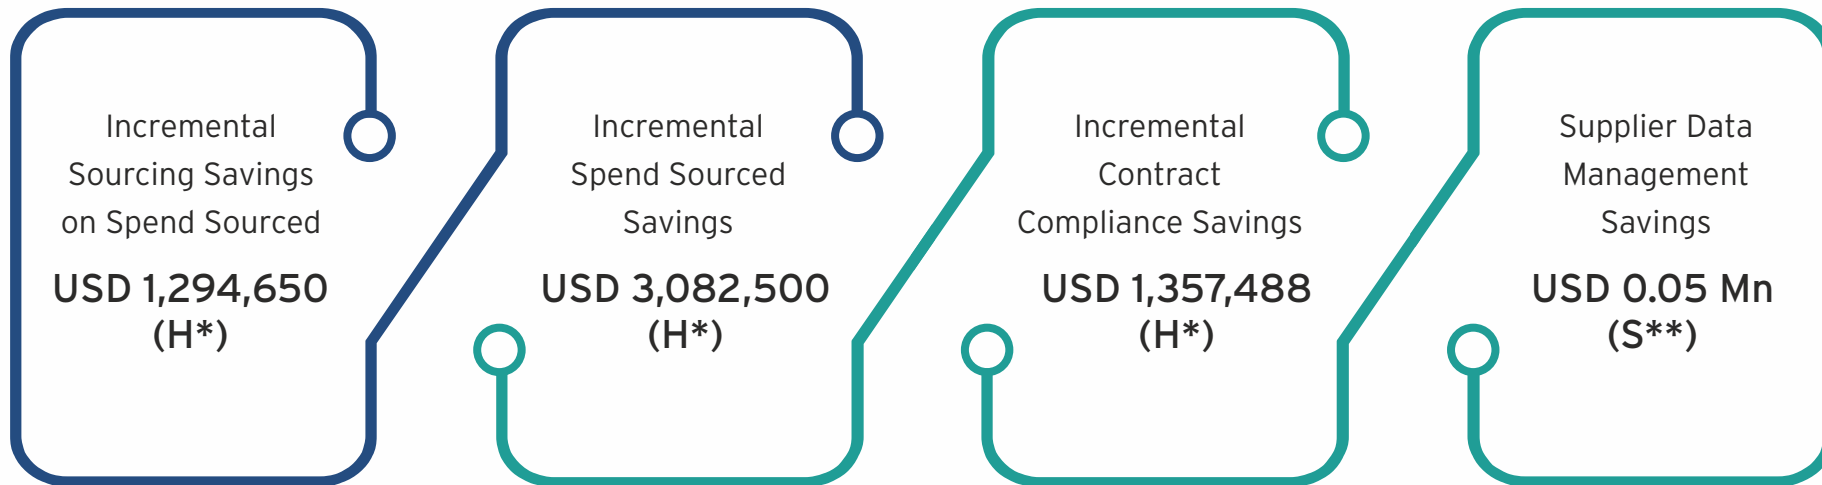 Incremental
Sourcing Savings
on Spend Sourced
USD 1,294,650
(H*)
Incremental
Spend Sourced
Savings
USD 3,082,500
(H*)
Incremental
Contract
Compliance Savings
USD 1,357,488
(H*)
Supplier Data
Management
Savings
USD 0.05 Mn
(S**)